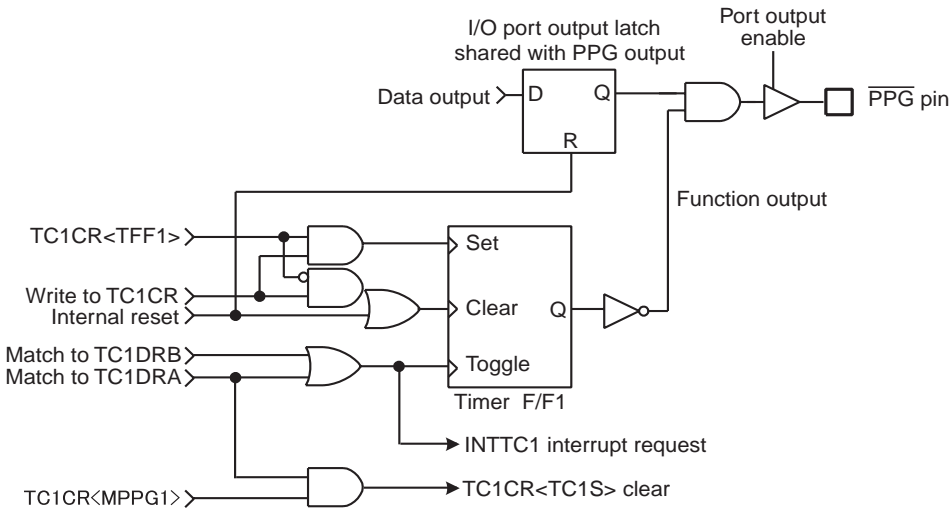 I/O port output latch
shared with PPG output
Port output
enable
Data output
D
Q
R
PPG pin
Function output
TC1CR<TFF1>
Set
Write to TC1CR
Internal reset
Clear
Q
Match to TC1DRB
Match to TC1DRA
Toggle
Timer F/F1
INTTC1 interrupt request
TC1CR<TC1S> clear
TC1CR<MPPG1>